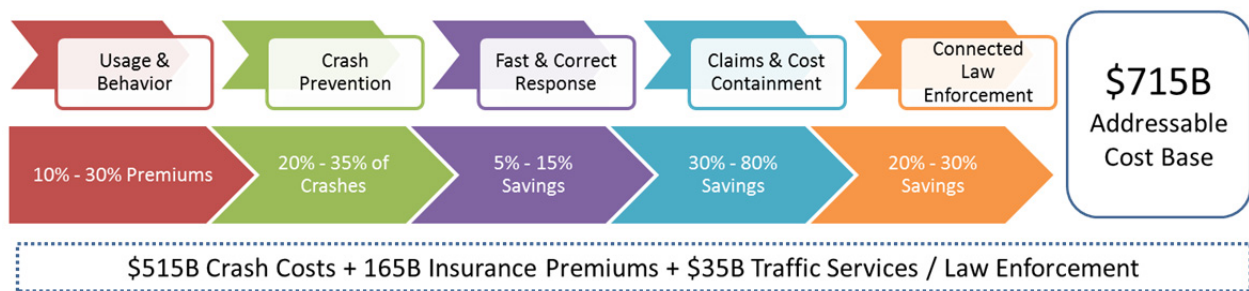 Usage &
Behavior
Crash
Prevention
Fast & Correct
Response
Claims & Cost
Containment
Connected
Law
Enforcement
$715B
Addressable
Cost Base
10% - 30% Premiums
20% - 35% of
Crashes
5% - 15%
Savings
30% - 80%
Savings
20% - 30%
Savings
$515B Crash Costs + 165B Insurance Premiums + $35B Traffic Services / Law Enforcement